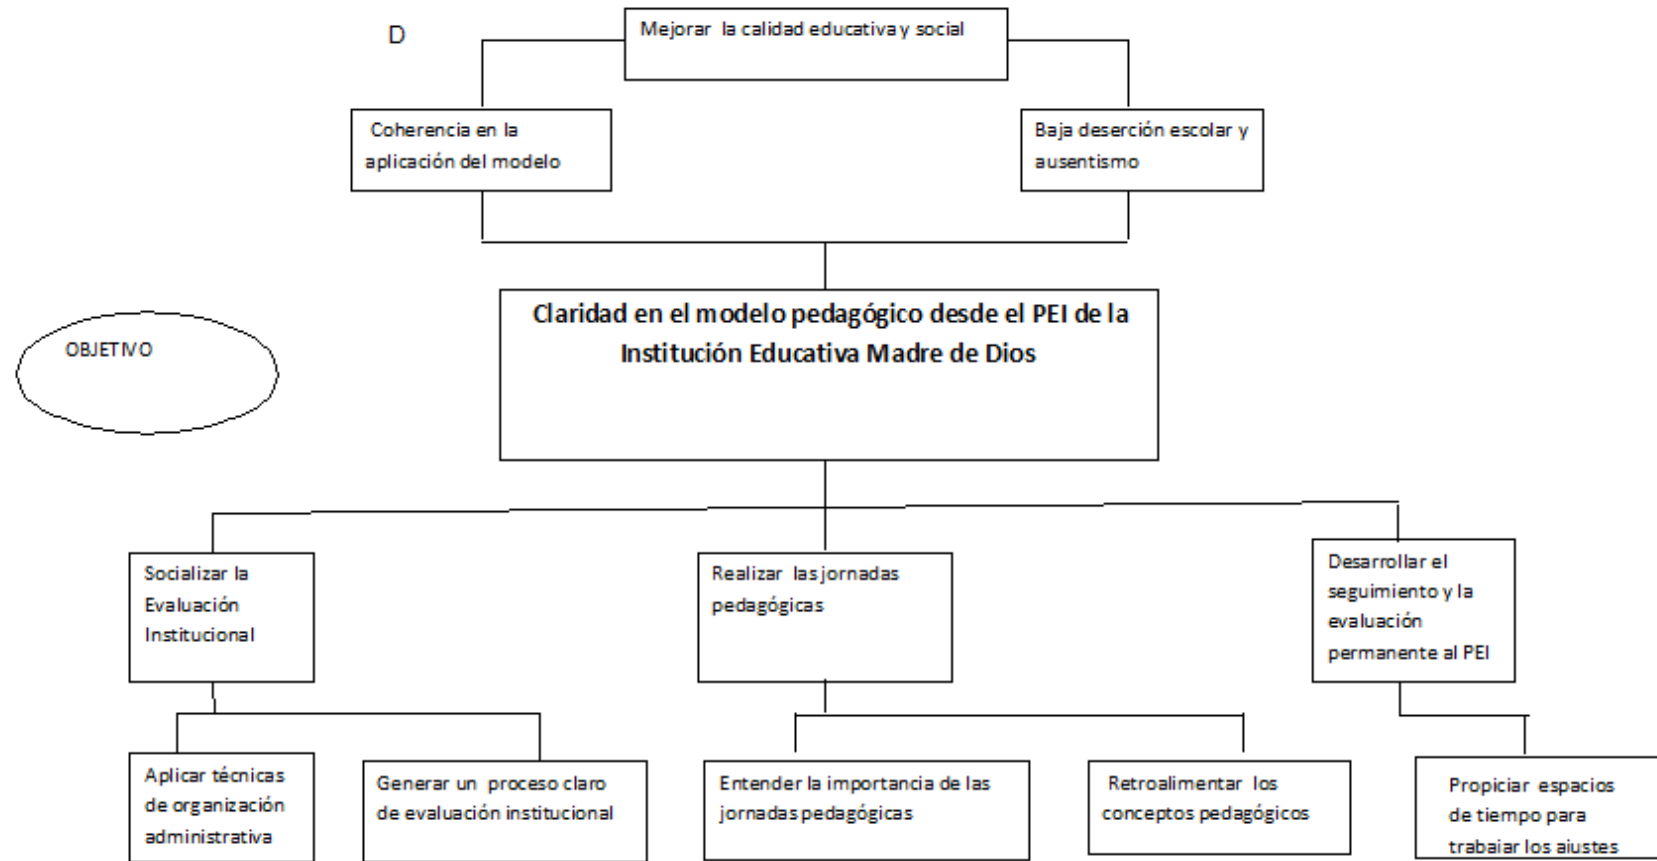 D
Mejorar la calidad educativa y social
Coherencia en la
aplicación del modelo
Baja deserción escolar y
ausentismo
Claridad en el modelo pedagógico desde el PEI de la
Institución Educativa Madre de Dios
OBJETIVO
Socializar la
Evaluación
Institucional
Realizar las jornadas
pedagógicas
Desarrollar el
seguimiento y la
evaluación
permanente al PEI
Aplicar técnicas
de organización
administrativa
Generar un proceso claro
de evaluación institucional
Entender la importancia de las
jornadas pedagógicas
Retroalimentar los
conceptos pedagógicos
Propiciar espacios
de tiempo para
trabajar los ajustes